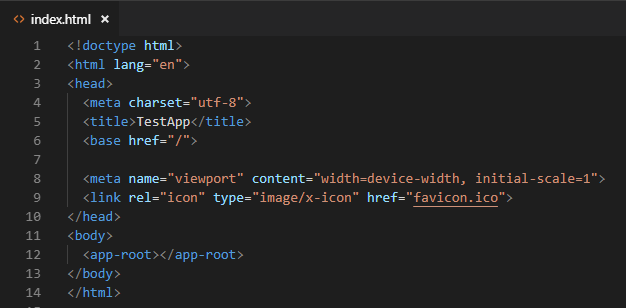 <> index.html ×
1 <!doctype html>
2 <html lang="en">
3 <head>
4 <meta charset="utf-8">
5 <title>TestApp</title>
6 <base href="/">
7
8 <meta name="viewport" content="width=device-width, initial-scale=1">
9 <link rel="icon" type="image/x-icon" href="favicon.ico">
10 </head>
11 <body>
12 <app-root></app-root>
13 </body>
14 </html>